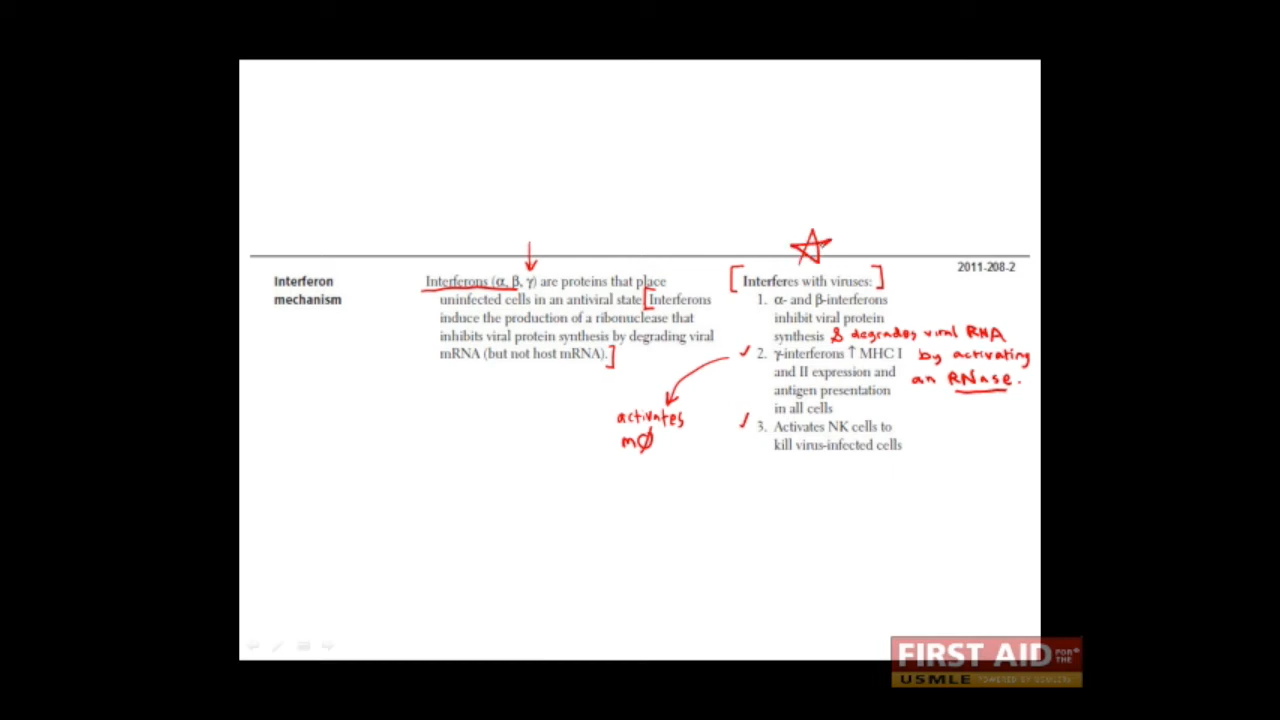 2011-208-2
Interferon
mechanism
Interferons (α, β, γ) are proteins that place
uninfected cells in an antiviral state. Interferons
induce the production of a ribonuclease that
inhibits viral protein synthesis by degrading viral
mRNA (but not host mRNA).
Interferes with viruses:
1. α- and β-interferons
inhibit viral protein
synthesis & degrades viral RNA
by activating
an RNase.
2. γ-interferons ↑ MHC I
and II expression and
antigen presentation
in all cells
3. Activates NK cells to
kill virus-infected cells
activates
mØ
FIRST AID FOR THE®
USMLE